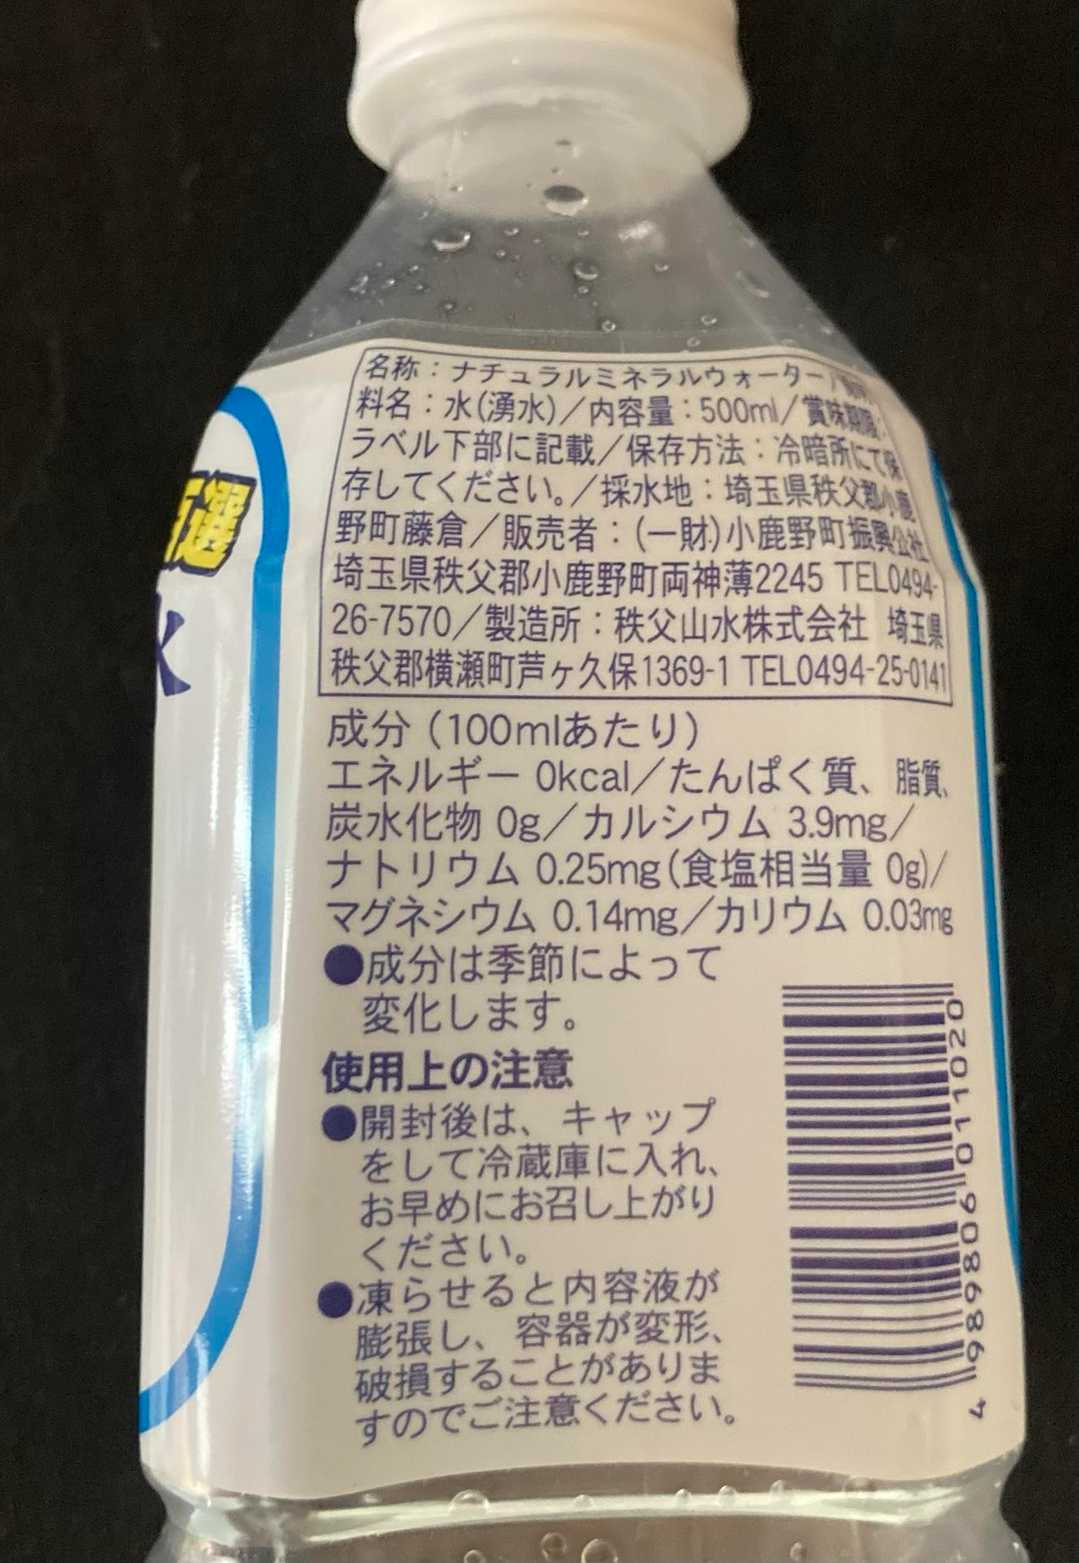 選
水
名称：ナチュラルミネラルウォーター/
料名：水(湧水)／内容量：500ml／賞味期限：
ラベル下部に記載／保存方法：冷暗所にて保
存してください。／採水地：埼玉県秩父郡小鹿
野町藤倉／販売者：(一財)小鹿野町振興公社
埼玉県秩父郡小鹿野町両神薄2245 TEL0494-
26-7570／製造所：秩父山水株式会社 埼玉県
秩父郡横瀬町芦ヶ久保1369-1 TEL0494-25-0141
成分（100mlあたり）
エネルギー 0kcal／たんぱく質、脂質、
炭水化物 0g／カルシウム 3.9mg／
ナトリウム 0.25mg(食塩相当量 0g)/
マグネシウム 0.14mg／カリウム 0.03mg
●成分は季節によって
変化します。
使用上の注意
●開封後は、キャップ
をして冷蔵庫に入れ、
お早めにお召し上がり
ください。
●凍らせると内容液が
膨張し、容器が変形、
破損することがありま
すのでご注意ください。
4 989806 011020